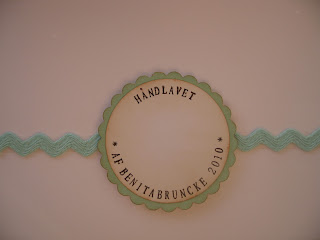 HÅNDLAVET
* AF BENITABRUNCKE 2010 *